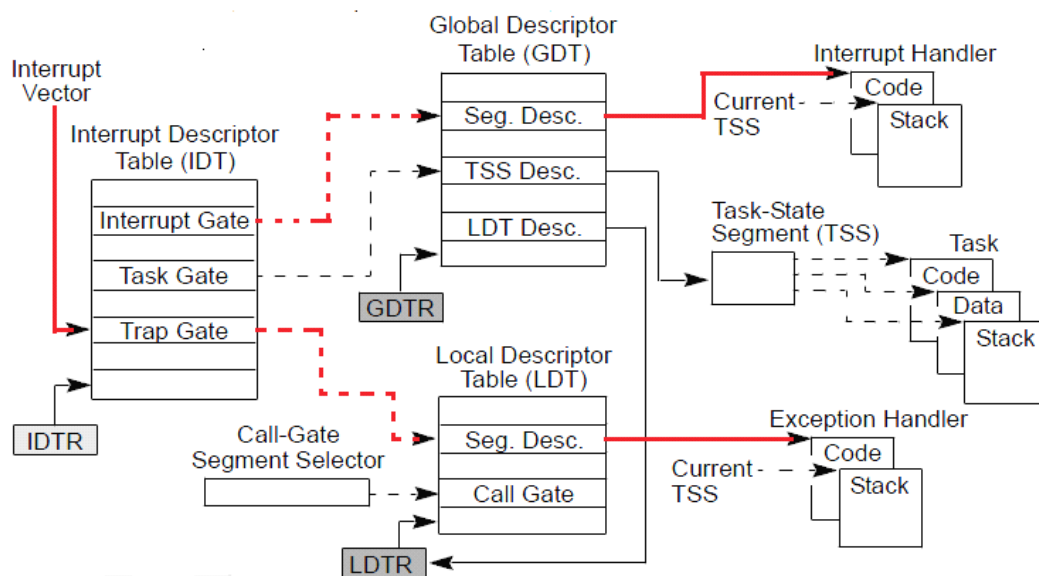 Global Descriptor
Table (GDT)
Interrupt Handler
Interrupt
Vector
Code
Seg. Desc.
Current
TSS
Stack
Interrupt Descriptor
Table (IDT)
TSS Desc.
Interrupt Gate
LDT Desc.
Task-State
Segment (TSS)
Task
Task Gate
Code
GDTR
Data
Trap Gate
Stack
Local Descriptor
Table (LDT)
IDTR
Call-Gate
Segment Selector
Seg. Desc.
Exception Handler
Code
Current
TSS
Stack
Call Gate
LDTR